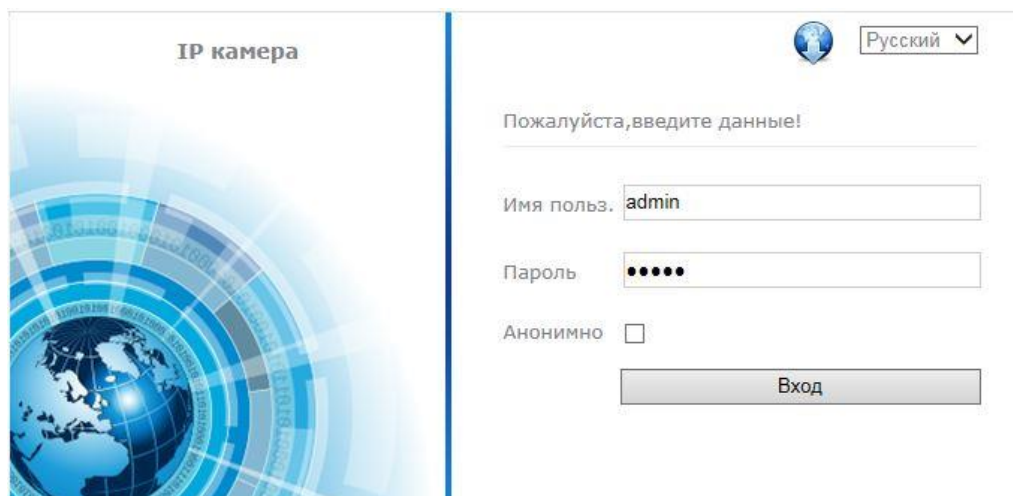 IP камера
Русский
Пожалуйста,введите данные!
Имя польз. admin
Пароль •••••
Анонимно
Вход